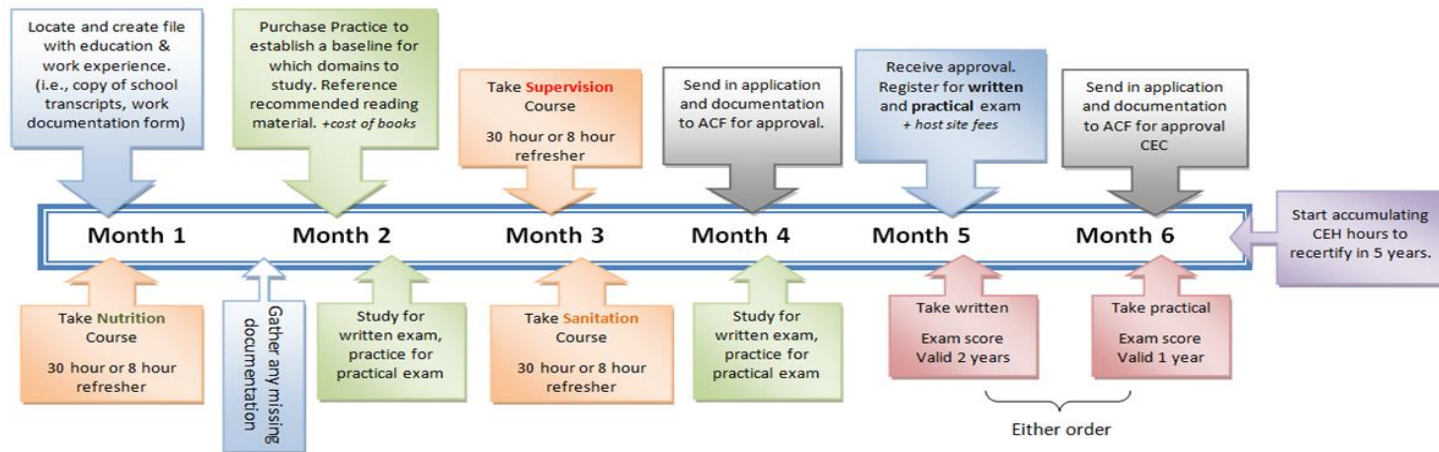 Locate and create file
with education &
work experience.
(i.e., copy of school
transcripts, work
documentation form)
Purchase Practice to
establish a baseline for
which domains to
study. Reference
recommended reading
material. +cost of books
Take Supervision
Course
30 hour or 8 hour
refresher
Send in application
and documentation
to ACF for approval.
Receive approval.
Register for written
and practical exam
+ host site fees
Send in application
and documentation
to ACF for approval
CEC
Month 1
Month 2
Month 3
Month 4
Month 5
Month 6
Start accumulating
CEH hours to
recertify in 5 years.
Take Nutrition
Course
30 hour or 8 hour
refresher
Gather any missing
documentation
Study for
written exam,
practice for
practical exam
Take Sanitation
Course
30 hour or 8 hour
refresher
Study for
written exam,
practice for
practical exam
Take written
Exam score
Valid 2 years
Take practical
Exam score
Valid 1 year
Either order